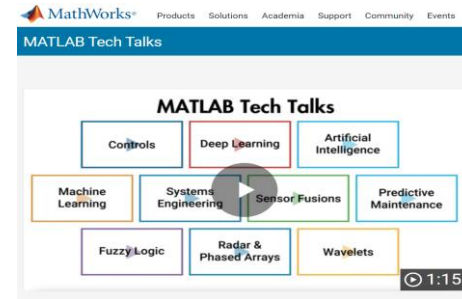 MathWorks®
Products Solutions Academia Support Community Events
MATLAB Tech Talks
MATLAB Tech Talks
Controls
Deep Learning
Artificial
Intelligence
Machine
Learning
Systems
Engineering
Sensor Fusions
Predictive
Maintenance
Fuzzy Logic
Radar &
Phased Arrays
Wavelets
1:15